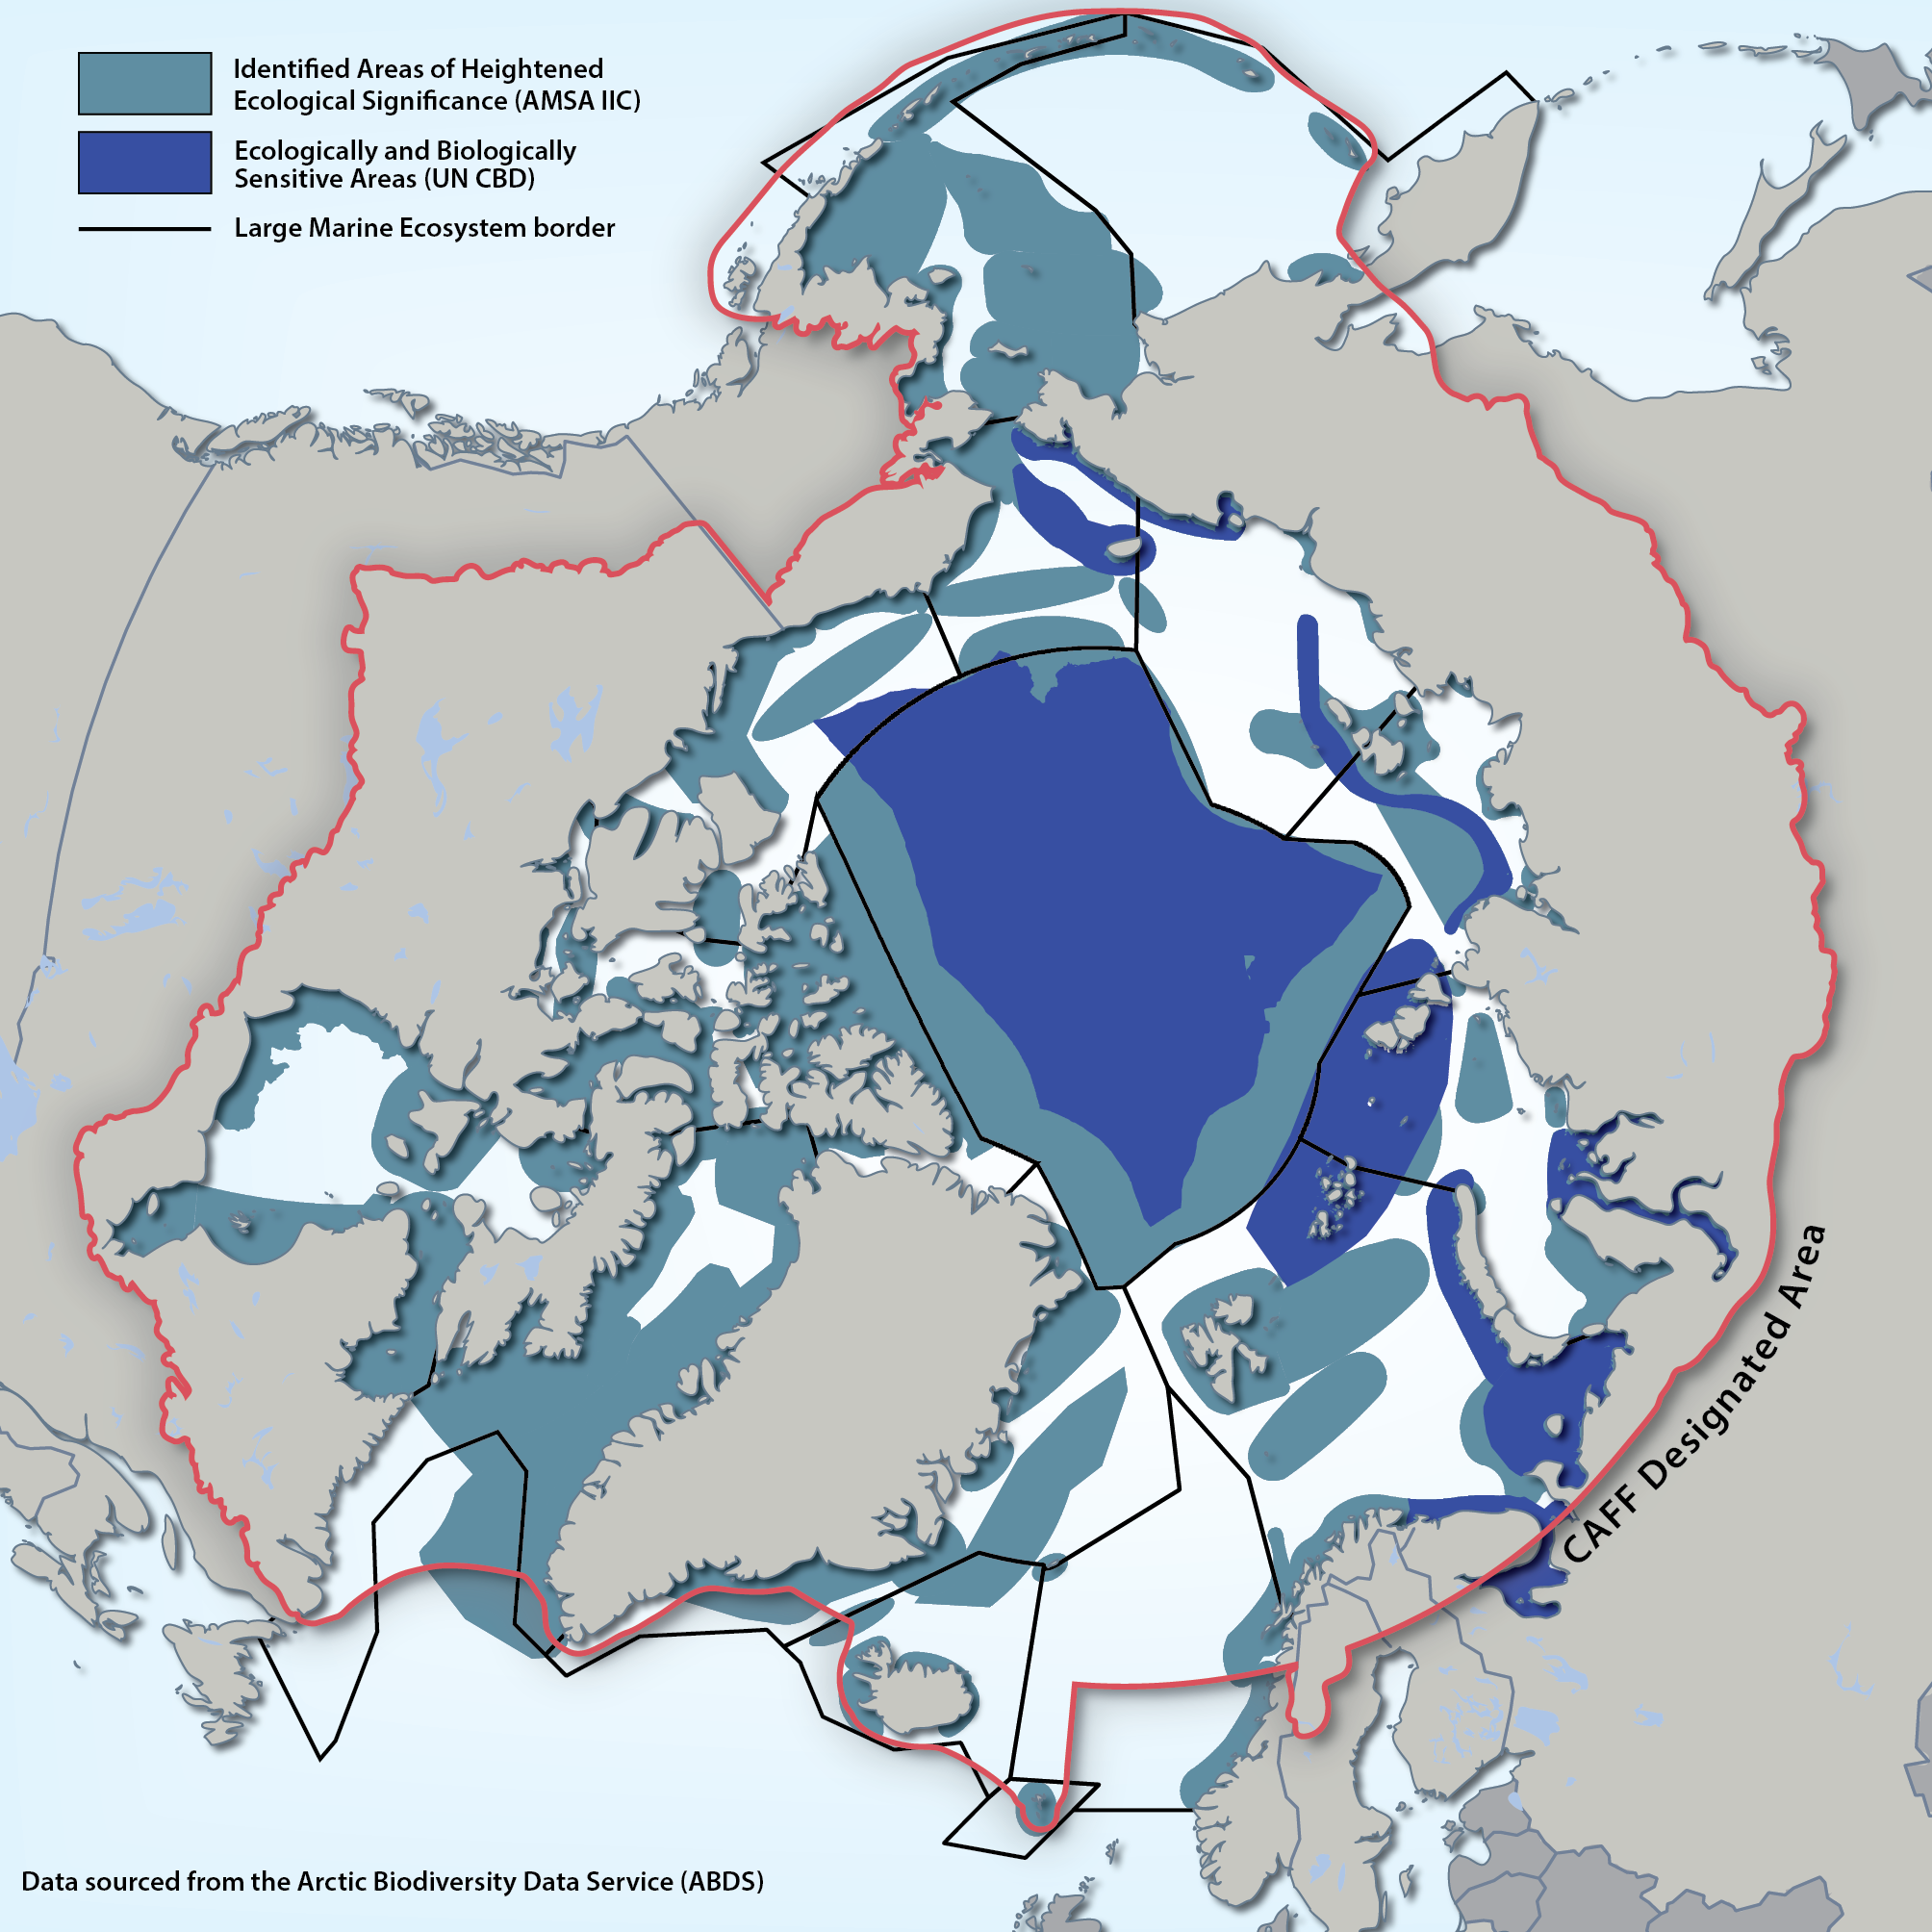 Identified Areas of Heightened
Ecological Significance (AMSA IIC)
Ecologically and Biologically
Sensitive Areas (UN CBD)
Large Marine Ecosystem border
CAFF Designated Area
Data sourced from the Arctic Biodiversity Data Service (ABDS)